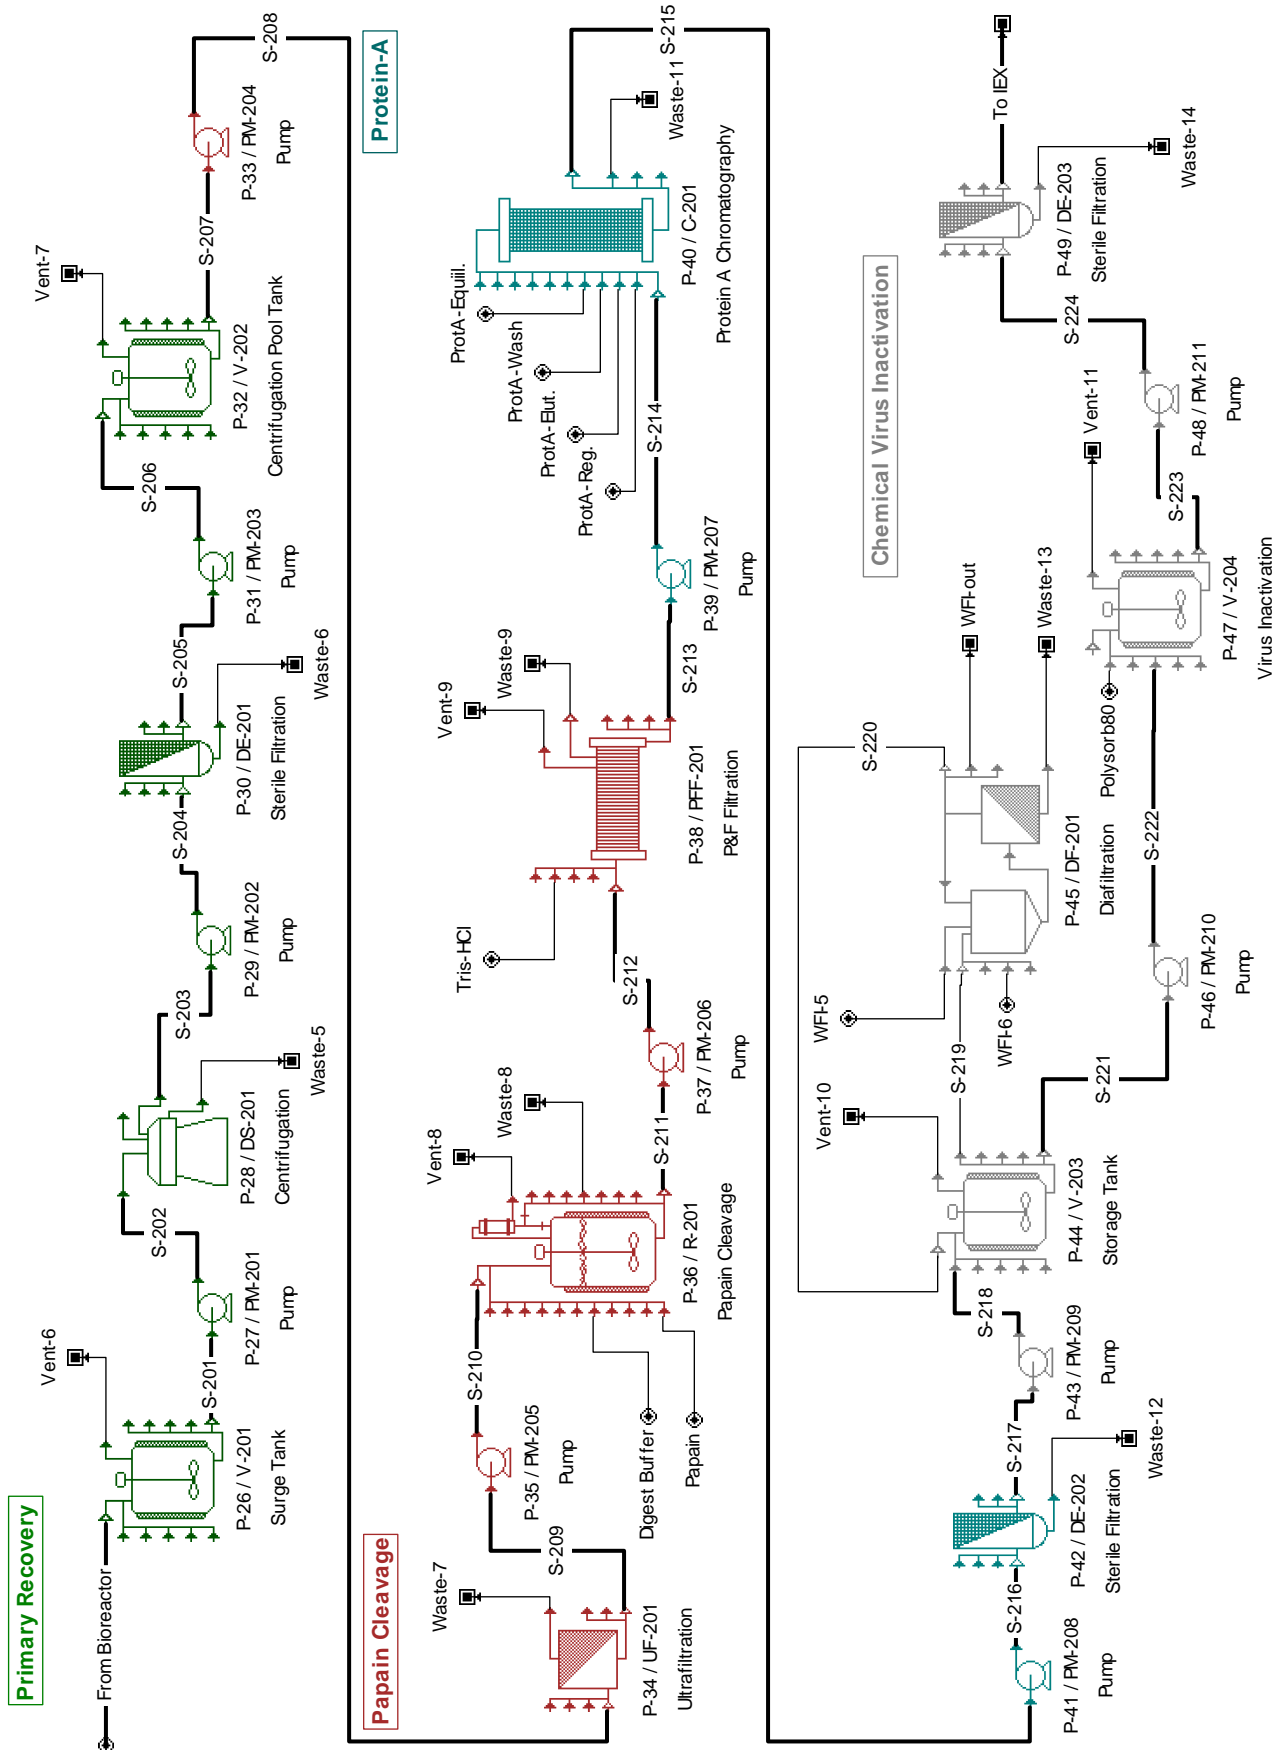 Primary Recovery
From Bioreactor
P-26 / V-201
Surge Tank
Vent-6
S-201
P-27 / PM-201
Pump
S-202
P-28 / DS-201
Centrifugation
Waste-5
S-203
P-29 / PM-202
Pump
S-204
P-30 / DE-201
Sterile Filtration
Waste-6
S-205
P-31 / PM-203
Pump
S-206
P-32 / V-202
Centrifugation Pool Tank
Vent-7
S-207
P-33 / PM-204
Pump
S-208
Papain Cleavage
P-34 / UF-201
Ultrafiltration
Waste-7
S-209
P-35 / PM-205
Pump
S-210
Digest Buffer
Papain
P-36 / R-201
Papain Cleavage
Vent-8
Waste-8
S-211
P-37 / PM-206
Pump
S-212
Tris-HCl
P-38 / PFF-201
P&F Filtration
Vent-9
Waste-9
S-213
Protein-A
P-39 / PM-207
Pump
S-214
ProtA-Equil.
ProtA-Wash
ProtA-Elut.
ProtA-Reg.
P-40 / C-201
Protein A Chromatography
Waste-11
S-215
P-41 / PM-208
Pump
S-216
P-42 / DE-202
Sterile Filtration
Waste-12
S-217
Chemical Virus Inactivation
P-43 / PM-209
Pump
S-218
P-44 / V-203
Storage Tank
Vent-10
S-219
WFI-5
WFI-6
P-45 / DF-201
Diafiltration
S-220
WFI-out
Waste-13
S-221
P-46 / PM-210
Pump
S-222
Polysorb80
P-47 / V-204
Virus Inactivation
Vent-11
S-223
P-48 / PM-211
Pump
S-224
P-49 / DE-203
Sterile Filtration
Waste-14
To IEX